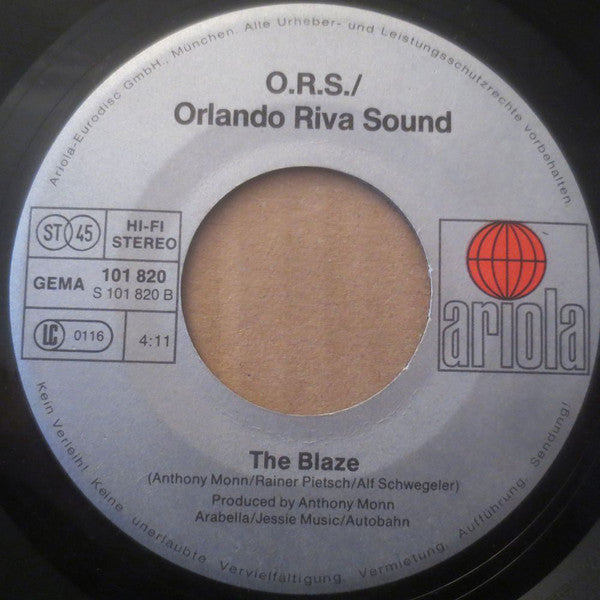 Ariola-Eurodisc GmbH., München. Alle Urheber- und Leistungsschutzrechte vorbehalten.
O.R.S./
Orlando Riva Sound
ST 45
HI-FI
STEREO
GEMA
101 820
S 101 820 B
LC 0116
4:11
ariola
The Blaze
(Anthony Monn/Rainer Pietsch/Alf Schwegeler)
Produced by Anthony Monn
Arabella/Jessie Music/Autobahn
Kein Verleih! Keine unerlaubte Vervielfältigung, Vermietung, Aufführung, Sendung!